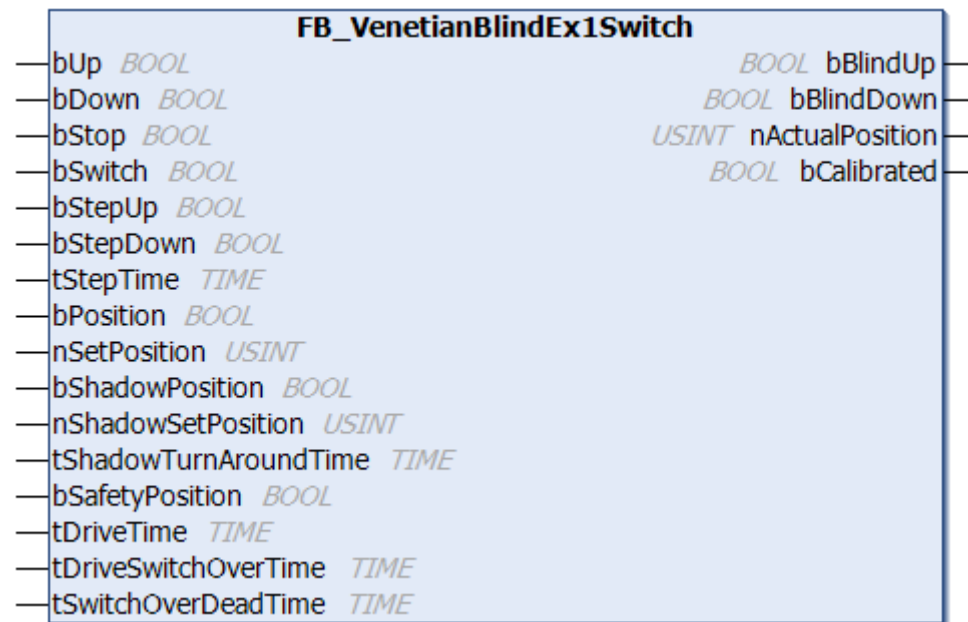 FB_VenetianBlindEx1Switch
bUp BOOL BOOL bBlindUp
bDown BOOL BOOL bBlindDown
bStop BOOL USINT nActualPosition
bSwitch BOOL BOOL bCalibrated
bStepUp BOOL
bStepDown BOOL
tStepTime TIME
bPosition BOOL
nSetPosition USINT
bShadowPosition BOOL
nShadowSetPosition USINT
tShadowTurnAroundTime TIME
bSafetyPosition BOOL
tDriveTime TIME
tDriveSwitchOverTime TIME
tSwitchOverDeadTime TIME